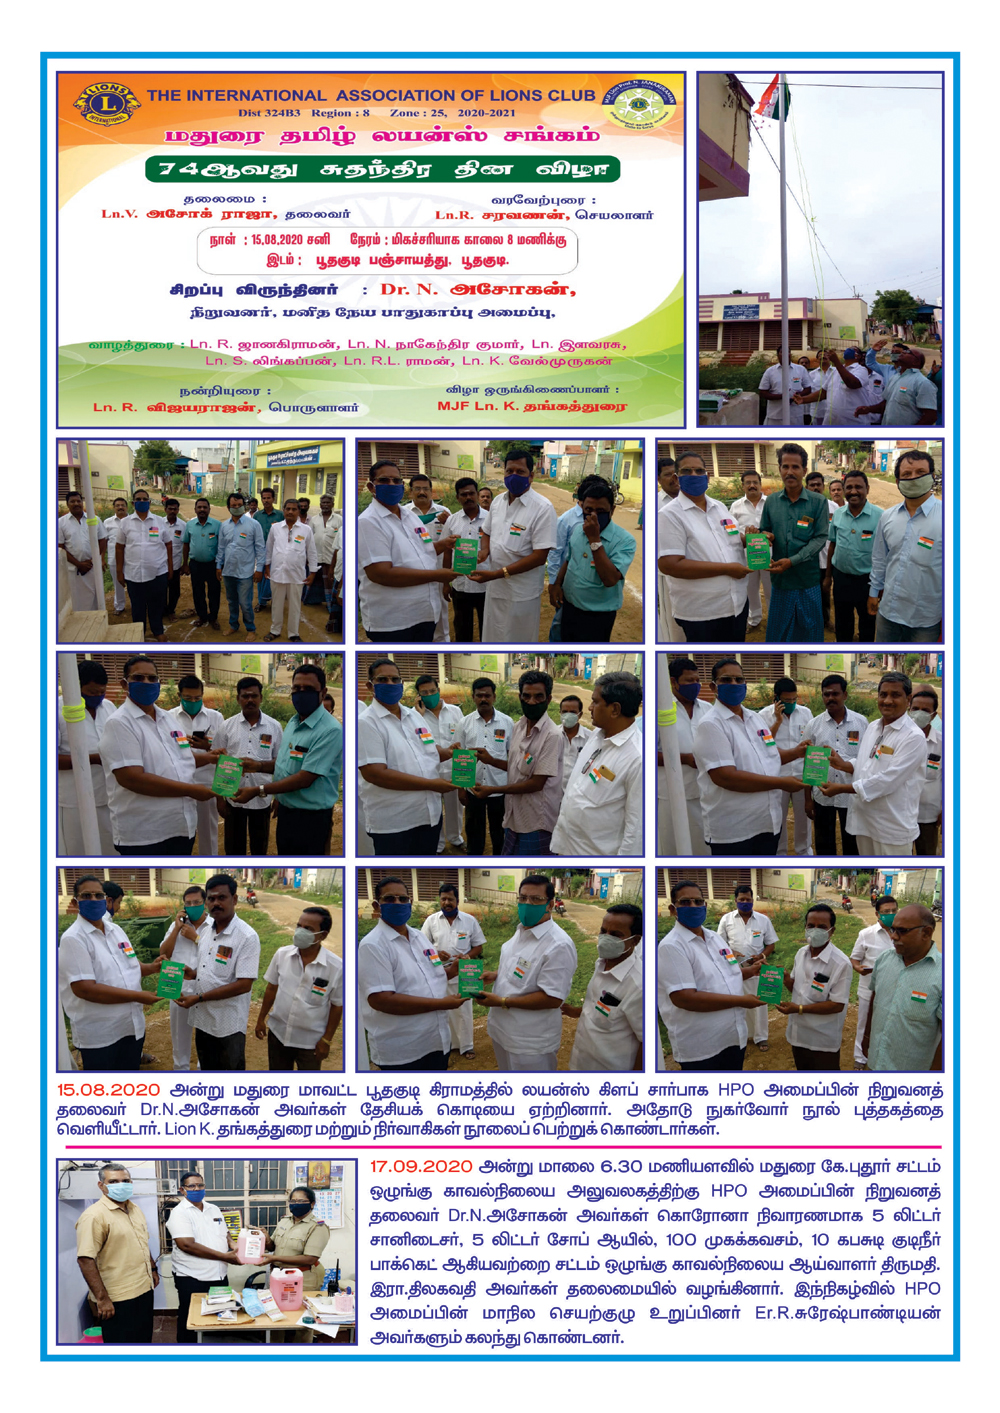 THE INTERNATIONAL ASSOCIATION OF LIONS CLUB
Dist 324B3 Region : 8 Zone : 25, 2020-2021
மதுரை தமிழ் லயன்ஸ் சங்கம்
74ஆவது சுதந்திர தின விழா
தலைமை :
Ln.V. அசோக் ராஜா, தலைவர்
வரவேற்புரை :
Ln.R. சரவணன், செயலாளர்
நாள் : 15.08.2020 சனி நேரம் : மிகச்சரியாக காலை 8 மணிக்கு
இடம் : பூதகுடி பஞ்சாயத்து, பூதகுடி.
சிறப்பு விருந்தினர் : Dr. N. அசோகன்,
நிறுவனர், மனித நேய பாதுகாப்பு அமைப்பு,
வாழத்துரை : Ln. R. ஜானகிராமன், Ln. N. நாகேந்திர குமார், Ln. இளவரசு,
Ln. S. லிங்கப்பன், Ln. R.L. ராமன், Ln. K. வேல்முருகன்
நன்றியுரை :
Ln. R. விஜயராஜன், பொருளாளர்
விழா ஒருங்கிணைப்பாளர் :
MJF Ln. K. தங்கத்துரை
15.08.2020 அன்று மதுரை மாவட்ட பூதகுடி கிராமத்தில் லயன்ஸ் கிளப் சார்பாக HPO அமைப்பின் நிறுவனத்
தலைவர் Dr.N.அசோகன் அவர்கள் தேசியக் கொடியை ஏற்றினார். அதோடு நுகர்வோர் நூல் புத்தகத்தை
வெளியீட்டார். Lion K. தங்கத்துரை மற்றும் நிர்வாகிகள் நூலைப் பெற்றுக் கொண்டார்கள்.
17.09.2020 அன்று மாலை 6.30 மணியளவில் மதுரை கே.புதூர் சட்டம்
ஒழுங்கு காவல்நிலைய அலுவலகத்திற்கு HPO அமைப்பின் நிறுவனத்
தலைவர் Dr.N.அசோகன் அவர்கள் கொரோனா நிவாரணமாக 5 லிட்டர்
சானிடைசர், 5 லிட்டர் சோப் ஆயில், 100 முகக்கவசம், 10 கபசுடி குடிநீர்
பாக்கெட் ஆகியவற்றை சட்டம் ஒழுங்கு காவல்நிலைய ஆய்வாளர் திருமதி.
இரா.திலகவதி அவர்கள் தலைமையில் வழங்கினார். இந்நிகழ்வில் HPO
அமைப்பின் மாநில செயற்குழு உறுப்பினர் Er.R.சுரேஷ்பாண்டியன்
அவர்களும் கலந்து கொண்டனர்.